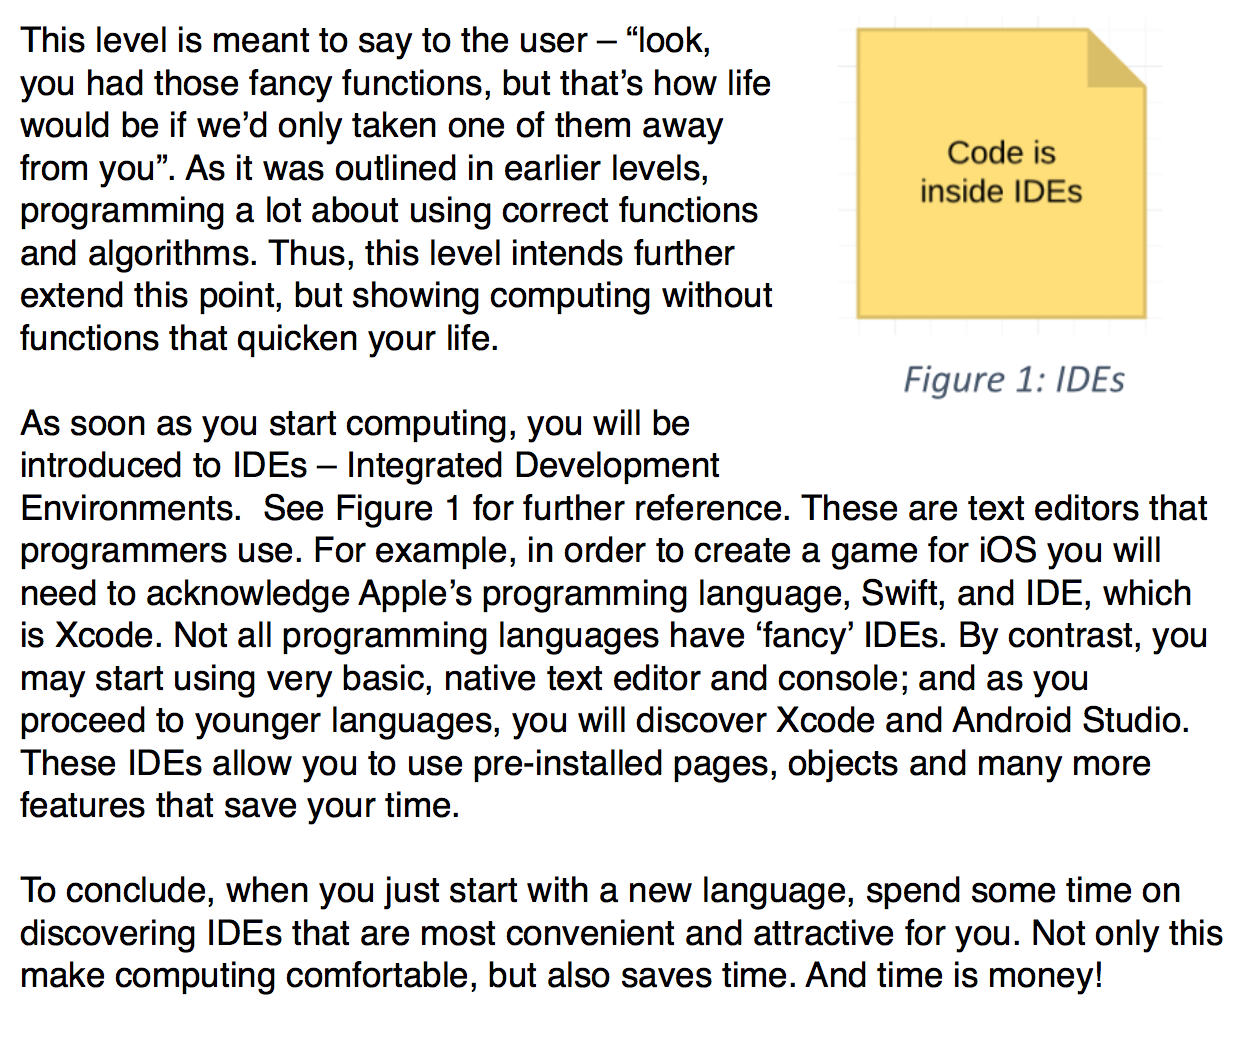 This level is meant to say to the user – “look,
you had those fancy functions, but that’s how life
would be if we’d only taken one of them away
from you”. As it was outlined in earlier levels,
programming a lot about using correct functions
and algorithms. Thus, this level intends further
extend this point, but showing computing without
functions that quicken your life.
Code is
inside IDEs
Figure 1: IDEs
As soon as you start computing, you will be
introduced to IDEs – Integrated Development
Environments.  See Figure 1 for further reference. These are text editors that
programmers use. For example, in order to create a game for iOS you will
need to acknowledge Apple’s programming language, Swift, and IDE, which
is Xcode. Not all programming languages have ‘fancy’ IDEs. By contrast, you
may start using very basic, native text editor and console; and as you
proceed to younger languages, you will discover Xcode and Android Studio.
These IDEs allow you to use pre-installed pages, objects and many more
features that save your time.
To conclude, when you just start with a new language, spend some time on
discovering IDEs that are most convenient and attractive for you. Not only this
make computing comfortable, but also saves time. And time is money!